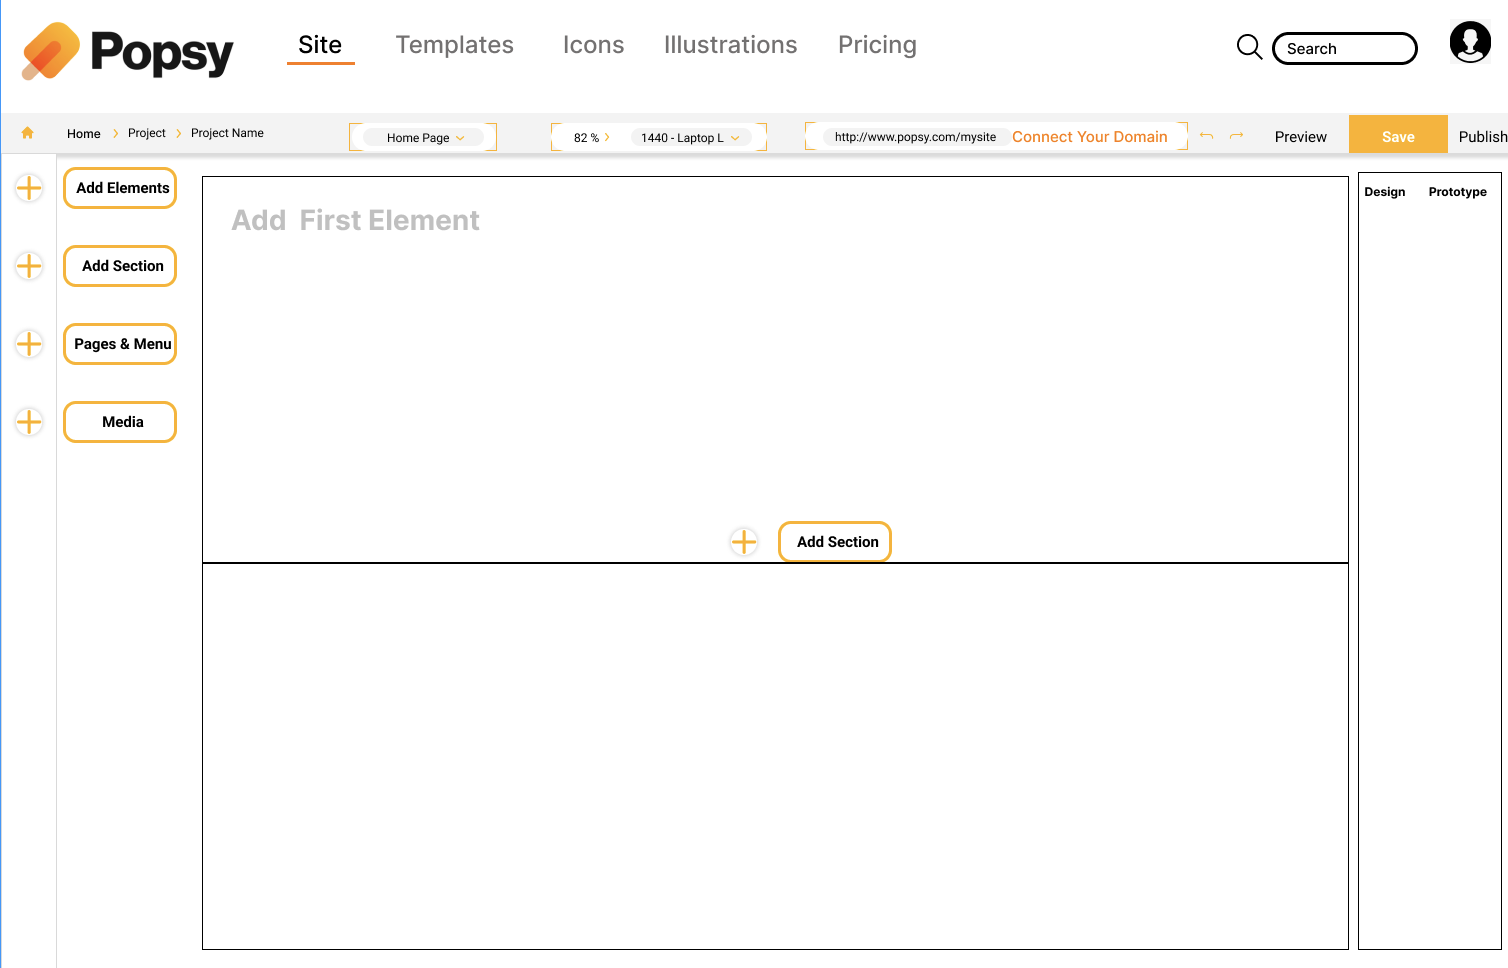 Popsy
Site Templates Icons Illustrations Pricing Search
Home Project Project Name Home Page 82 % 1440 - Laptop L http://www.popsy.com/mysite Connect Your Domain Preview Save Publish
Add Elements
Design Prototype
Add First Element
Add Section
Pages & Menu
Media
Add Section